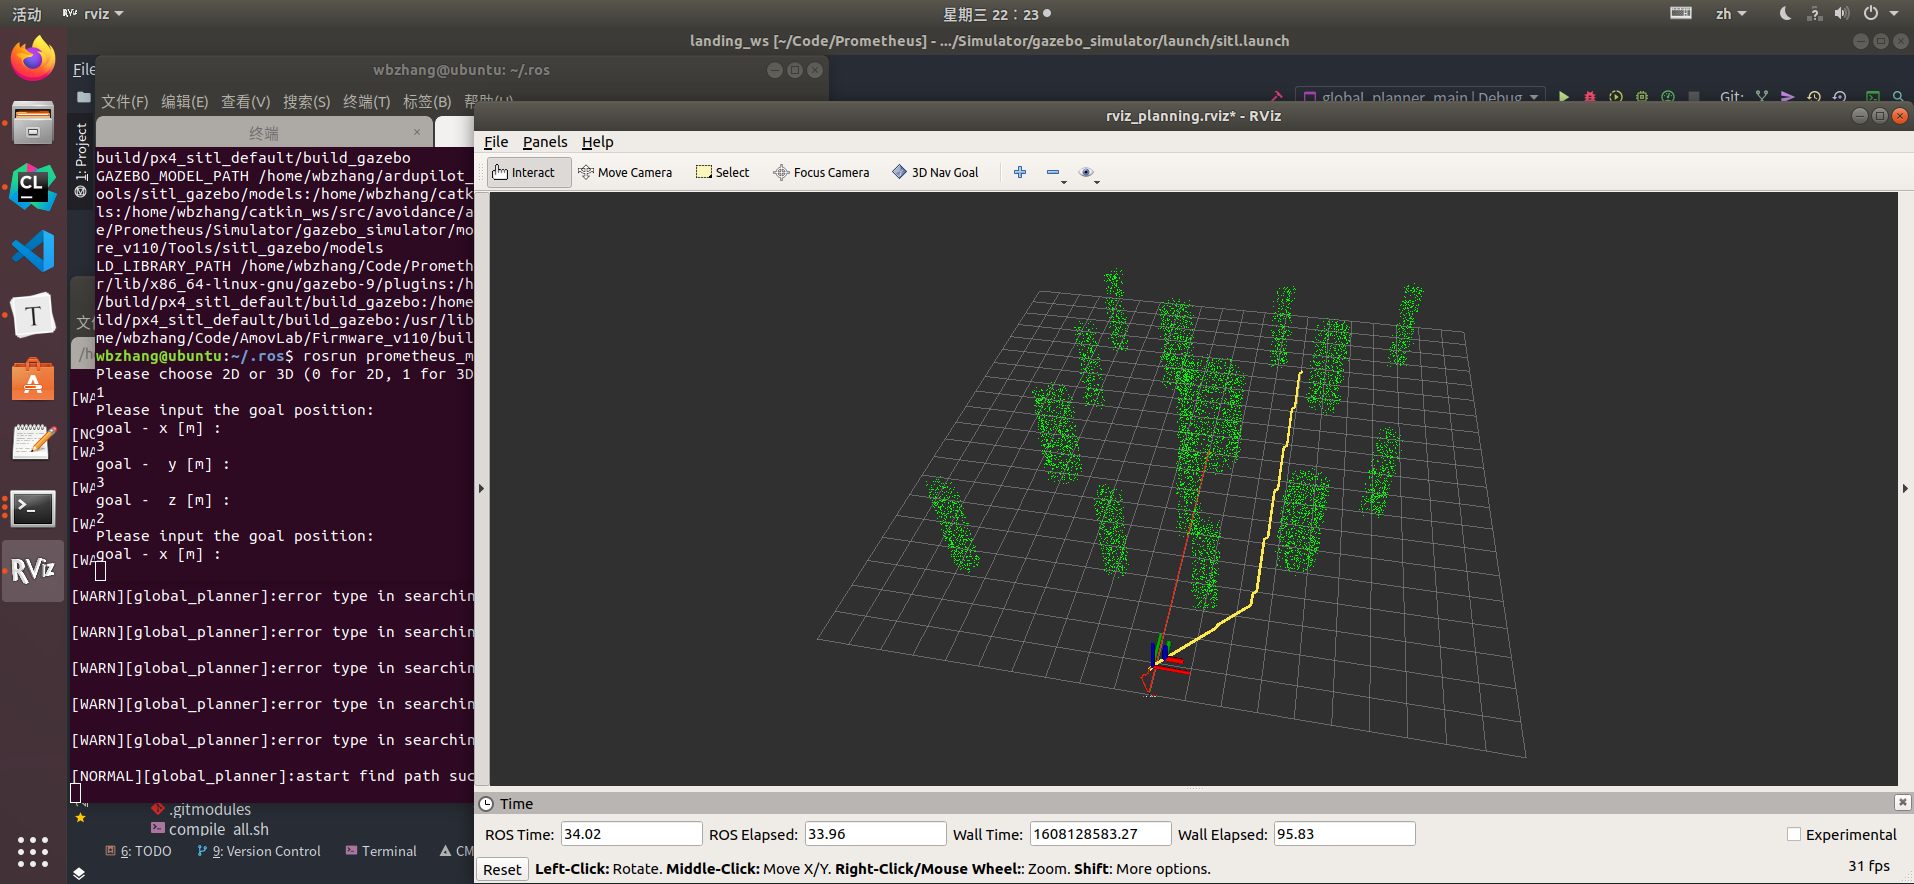 活动
rviz
星期三 22：23
zh
landing_ws [~/Code/Prometheus] - .../Simulator/gazebo_simulator/launch/sitl.launch
File
wbzhang@ubuntu: ~/.ros
文件(F) 编辑(E) 查看(V) 搜索(S) 终端(T) 标签(B) 帮助(H)
global_planner_main | Debug
Git:
终端
×
1: Project
build/px4_sitl_default/build_gazebo
GAZEBO_MODEL_PATH /home/wbzhang/ardupilot_
ools/sitl_gazebo/models:/home/wbzhang/catk
ls:/home/wbzhang/catkin_ws/src/avoidance/a
e/Prometheus/Simulator/gazebo_simulator/mo
re_v110/Tools/sitl_gazebo/models
LD_LIBRARY_PATH /home/wbzhang/Code/Prometh
r/lib/x86_64-linux-gnu/gazebo-9/plugins:/h
/build/px4_sitl_default/build_gazebo:/home
ild/px4_sitl_default/build_gazebo:/usr/lib
me/wbzhang/Code/AmovLab/Firmware_v110/buil
wbzhang@ubuntu:~/.ros$ rosrun prometheus_m
Please choose 2D or 3D (0 for 2D, 1 for 3D
1
Please input the goal position:
goal - x [m] :
3
goal -  y [m] :
3
goal -  z [m] :
2
Please input the goal position:
goal - x [m] :
[WA
[NO
[WA
[WA
[WA
[WA
[WARN][global_planner]:error type in searchin
[WARN][global_planner]:error type in searchin
[WARN][global_planner]:error type in searchin
[WARN][global_planner]:error type in searchin
[WARN][global_planner]:error type in searchin
[NORMAL][global_planner]:astart find path suc
.gitmodules
compile_all.sh
6: TODO
9: Version Control
Terminal
CM
rviz_planning.rviz* - RViz
File Panels Help
Interact
Move Camera
Select
Focus Camera
3D Nav Goal
Time
ROS Time: 34.02
ROS Elapsed: 33.96
Wall Time: 1608128583.27
Wall Elapsed: 95.83
Experimental
Reset
Left-Click: Rotate. Middle-Click: Move X/Y. Right-Click/Mouse Wheel:: Zoom. Shift: More options.
31 fps
CL
T
A
RViz